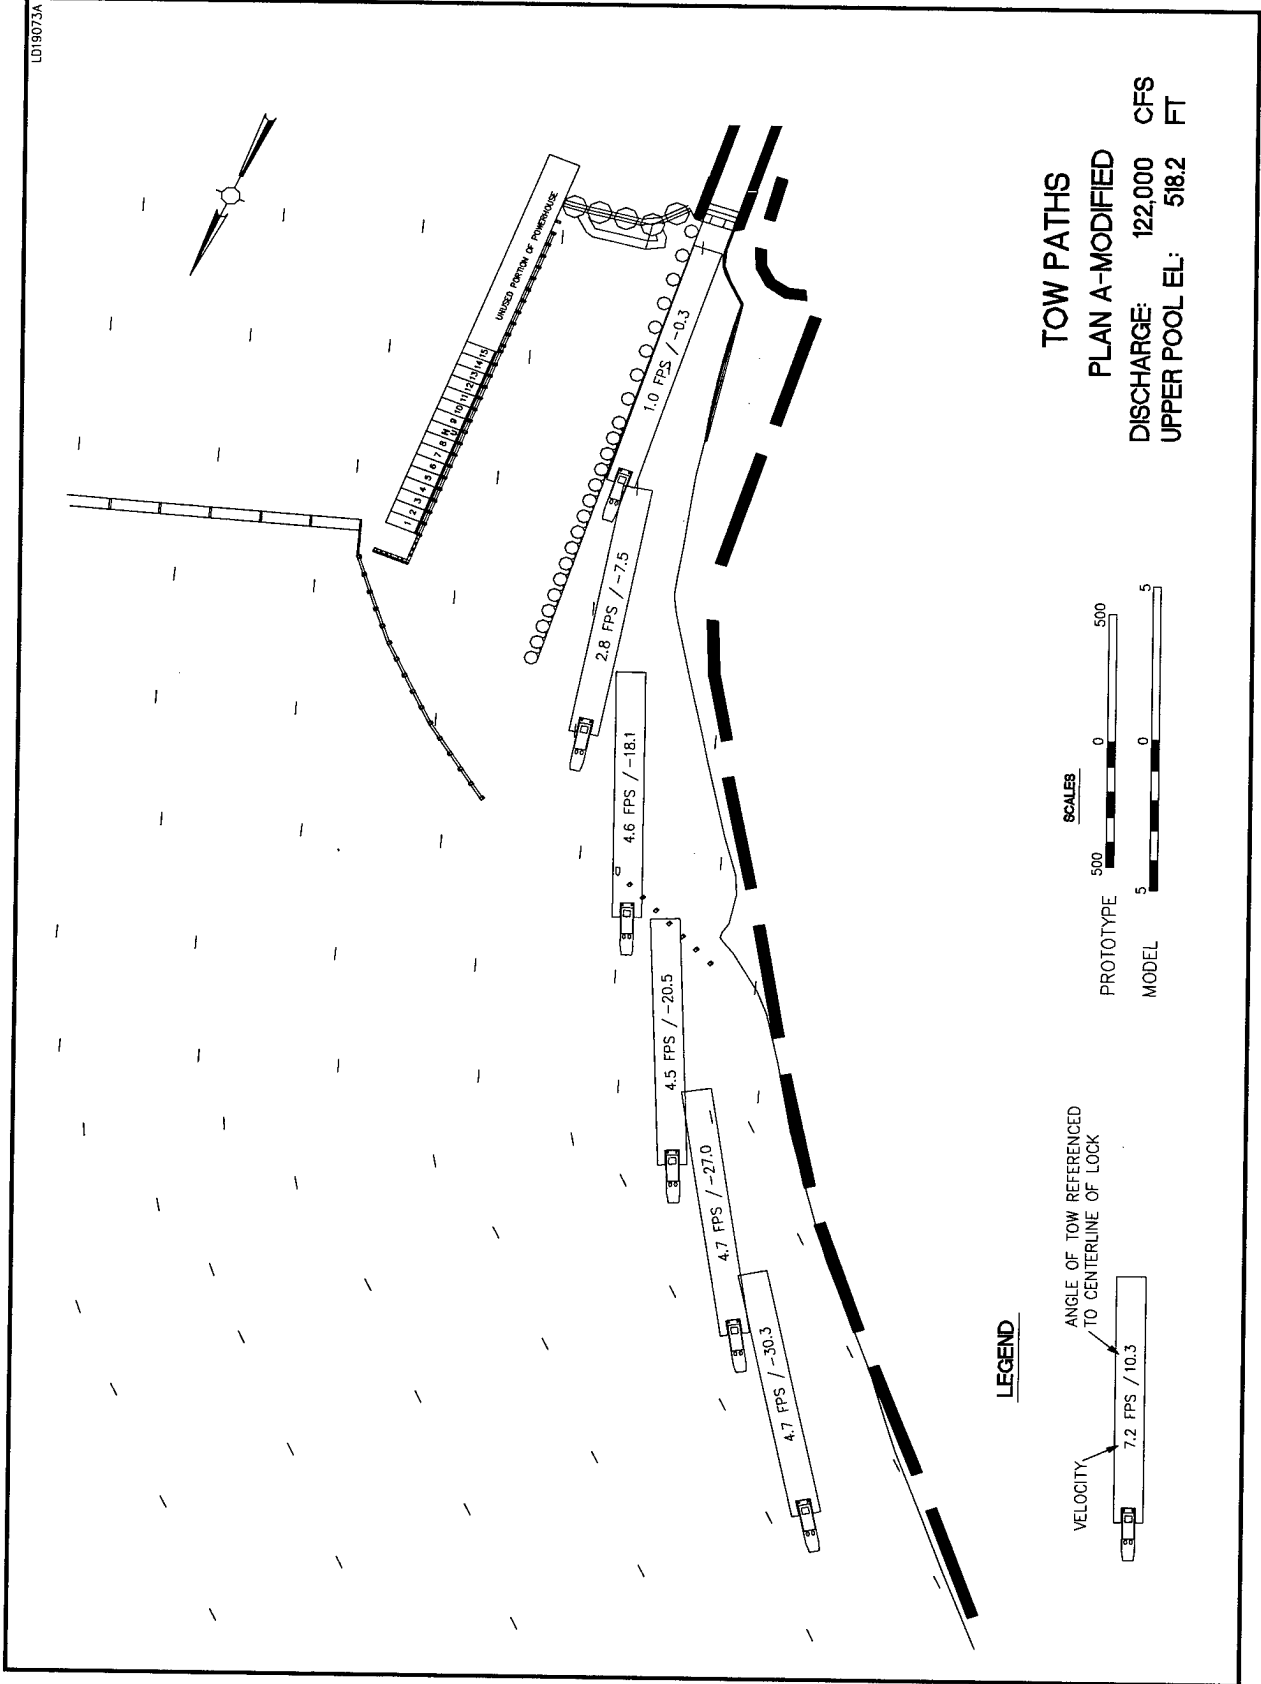 LD19073A
UNUSED PORTION OF POWERHOUSE
1 2 3 4 5 6 7 8 9 10 11 12 13 14 15
1.0 FPS / -0.3
2.8 FPS / -7.5
4.6 FPS / -18.1
4.5 FPS / -20.5
4.7 FPS / -27.0
4.7 FPS / -30.3
TOW PATHS
PLAN A-MODIFIED
DISCHARGE: 122,000 CFS
UPPER POOL EL: 518.2 FT
SCALES
PROTOTYPE 500 0 500
MODEL 5 0 5
LEGEND
VELOCITY
ANGLE OF TOW REFERENCED
TO CENTERLINE OF LOCK
7.2 FPS / 10.3